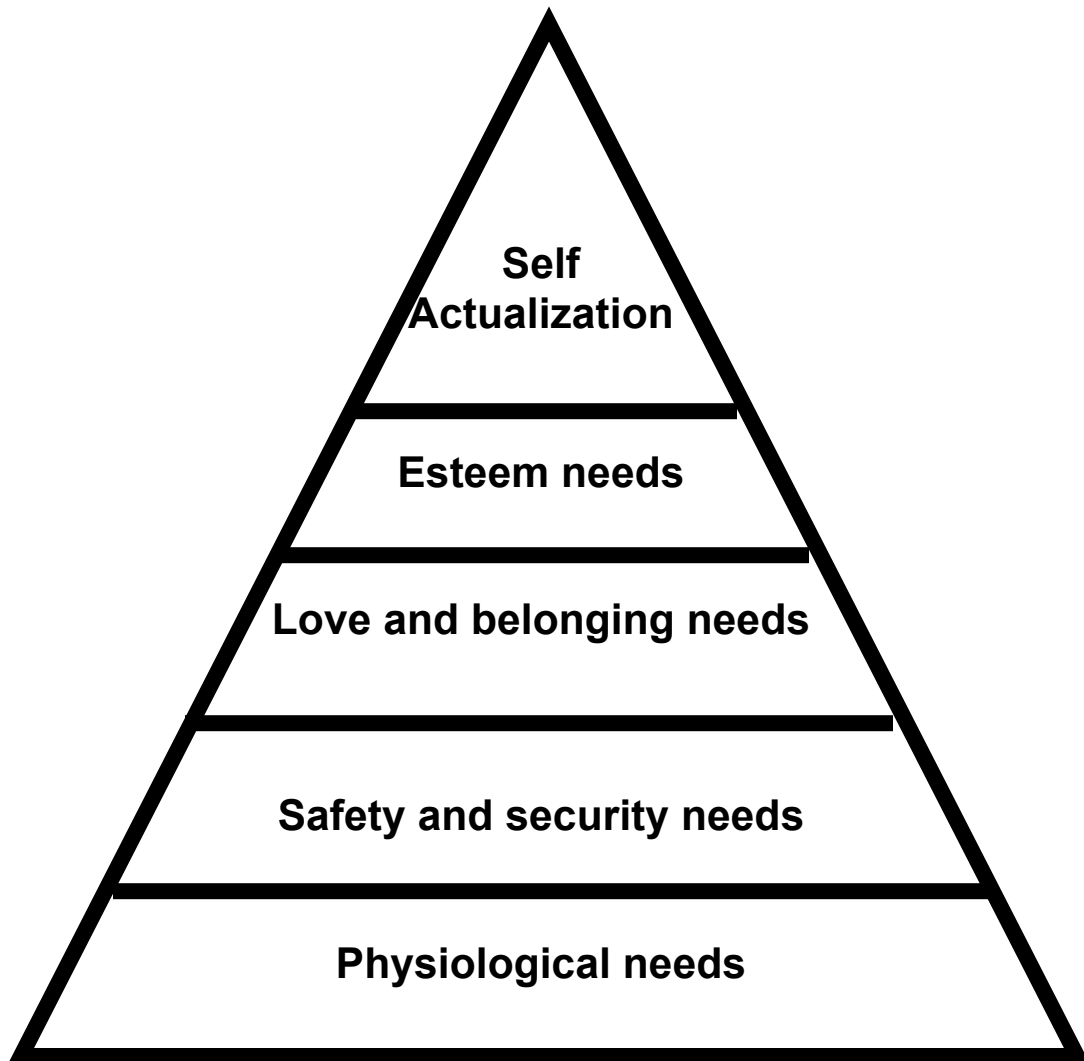 Self
Actualization
Esteem needs
Love and belonging needs
Safety and security needs
Physiological needs